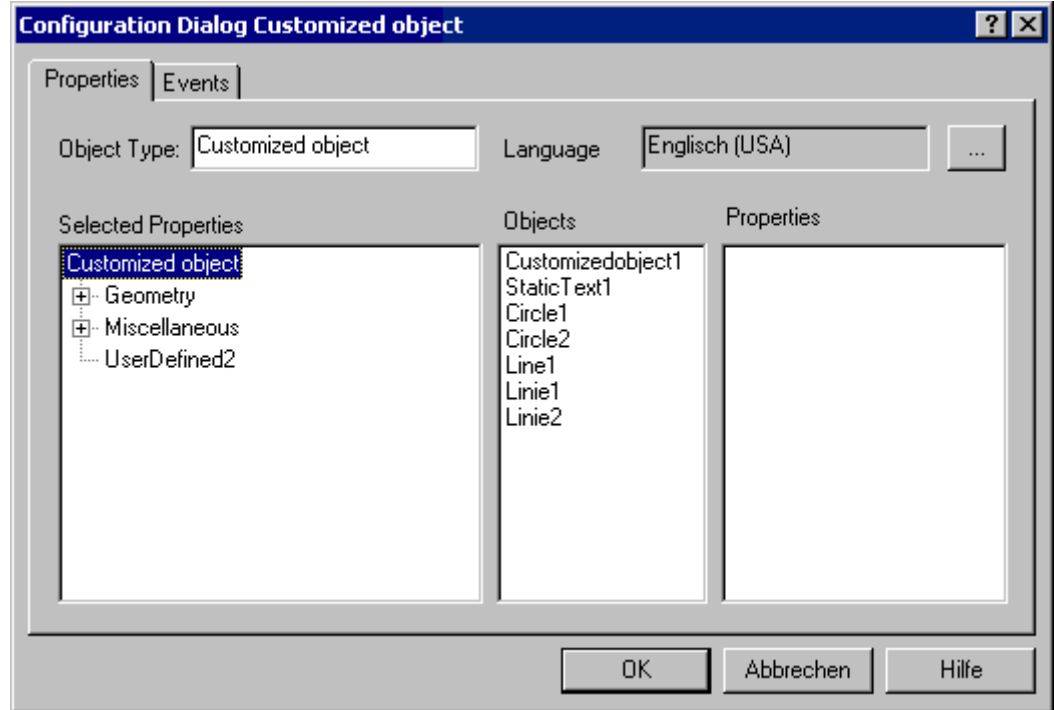 Configuration Dialog Customized object
Properties
Events
Object Type:
Customized object
Language
Englisch (USA)
...
Selected Properties
Customized object
Geometry
Miscellaneous
UserDefined2
Objects
Customizedobject1
StaticText1
Circle1
Circle2
Line1
Linie1
Linie2
Properties
OK
Abbrechen
Hilfe